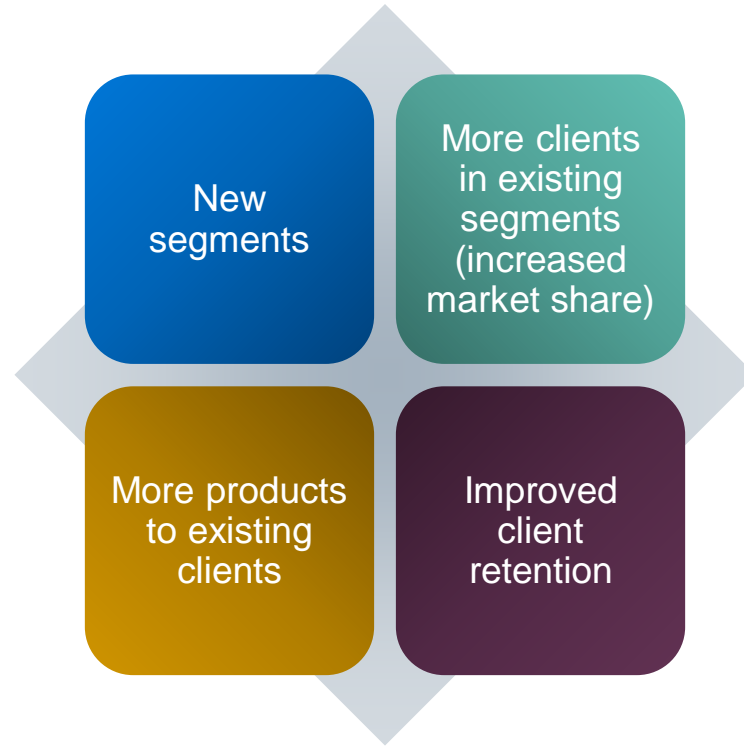 New
segments
More clients
in existing
segments
(increased
market share)
More products
to existing
clients
Improved
client
retention